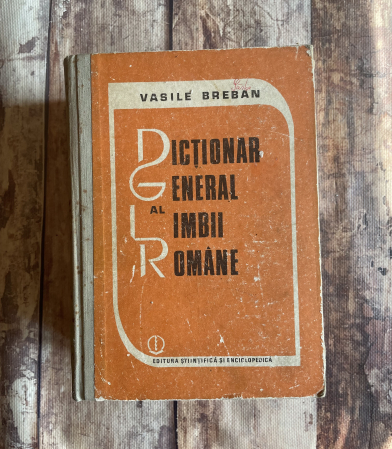 VASILE BREBAN
DICȚIONAR
GENERAL
AL
LIMBII
ROMÂNE
EDITURA ȘTIINȚIFICĂ ȘI ENCICLOPEDICĂ